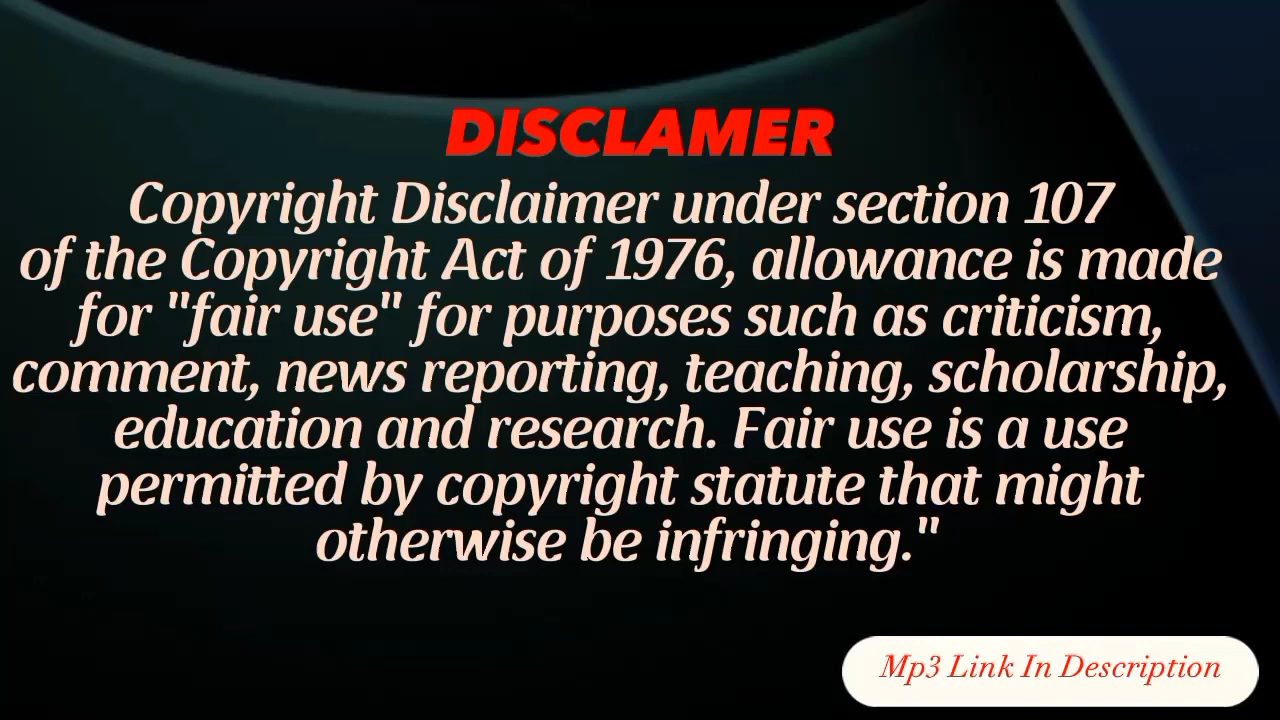 DISCLAMER
Copyright Disclaimer under section 107
of the Copyright Act of 1976, allowance is made
for "fair use" for purposes such as criticism,
comment, news reporting, teaching, scholarship,
education and research. Fair use is a use
permitted by copyright statute that might
otherwise be infringing."
Mp3 Link In Description